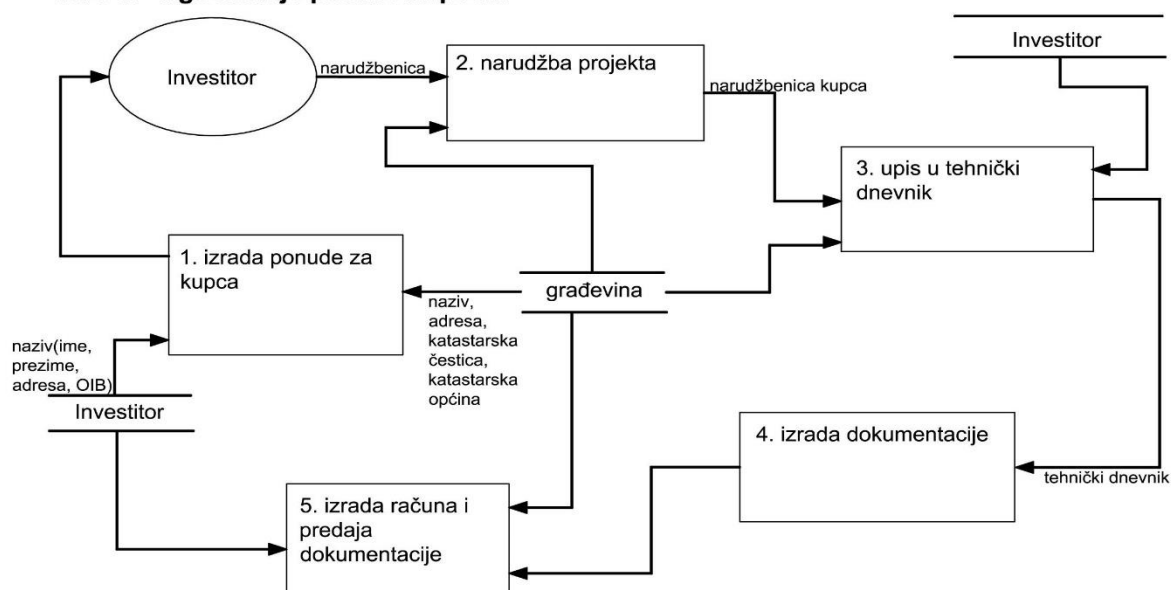 Investitor
narudžbenica
2. narudžba projekta
narudžbenica kupca
Investitor
3. upis u tehnički
dnevnik
1. izrada ponude za
kupca
građevina
naziv,
adresa,
katastarska
čestica,
katastarska
općina
naziv(ime,
prezime,
adresa, OIB)
Investitor
4. izrada dokumentacije
tehnički dnevnik
5. izrada računa i
predaja
dokumentacije